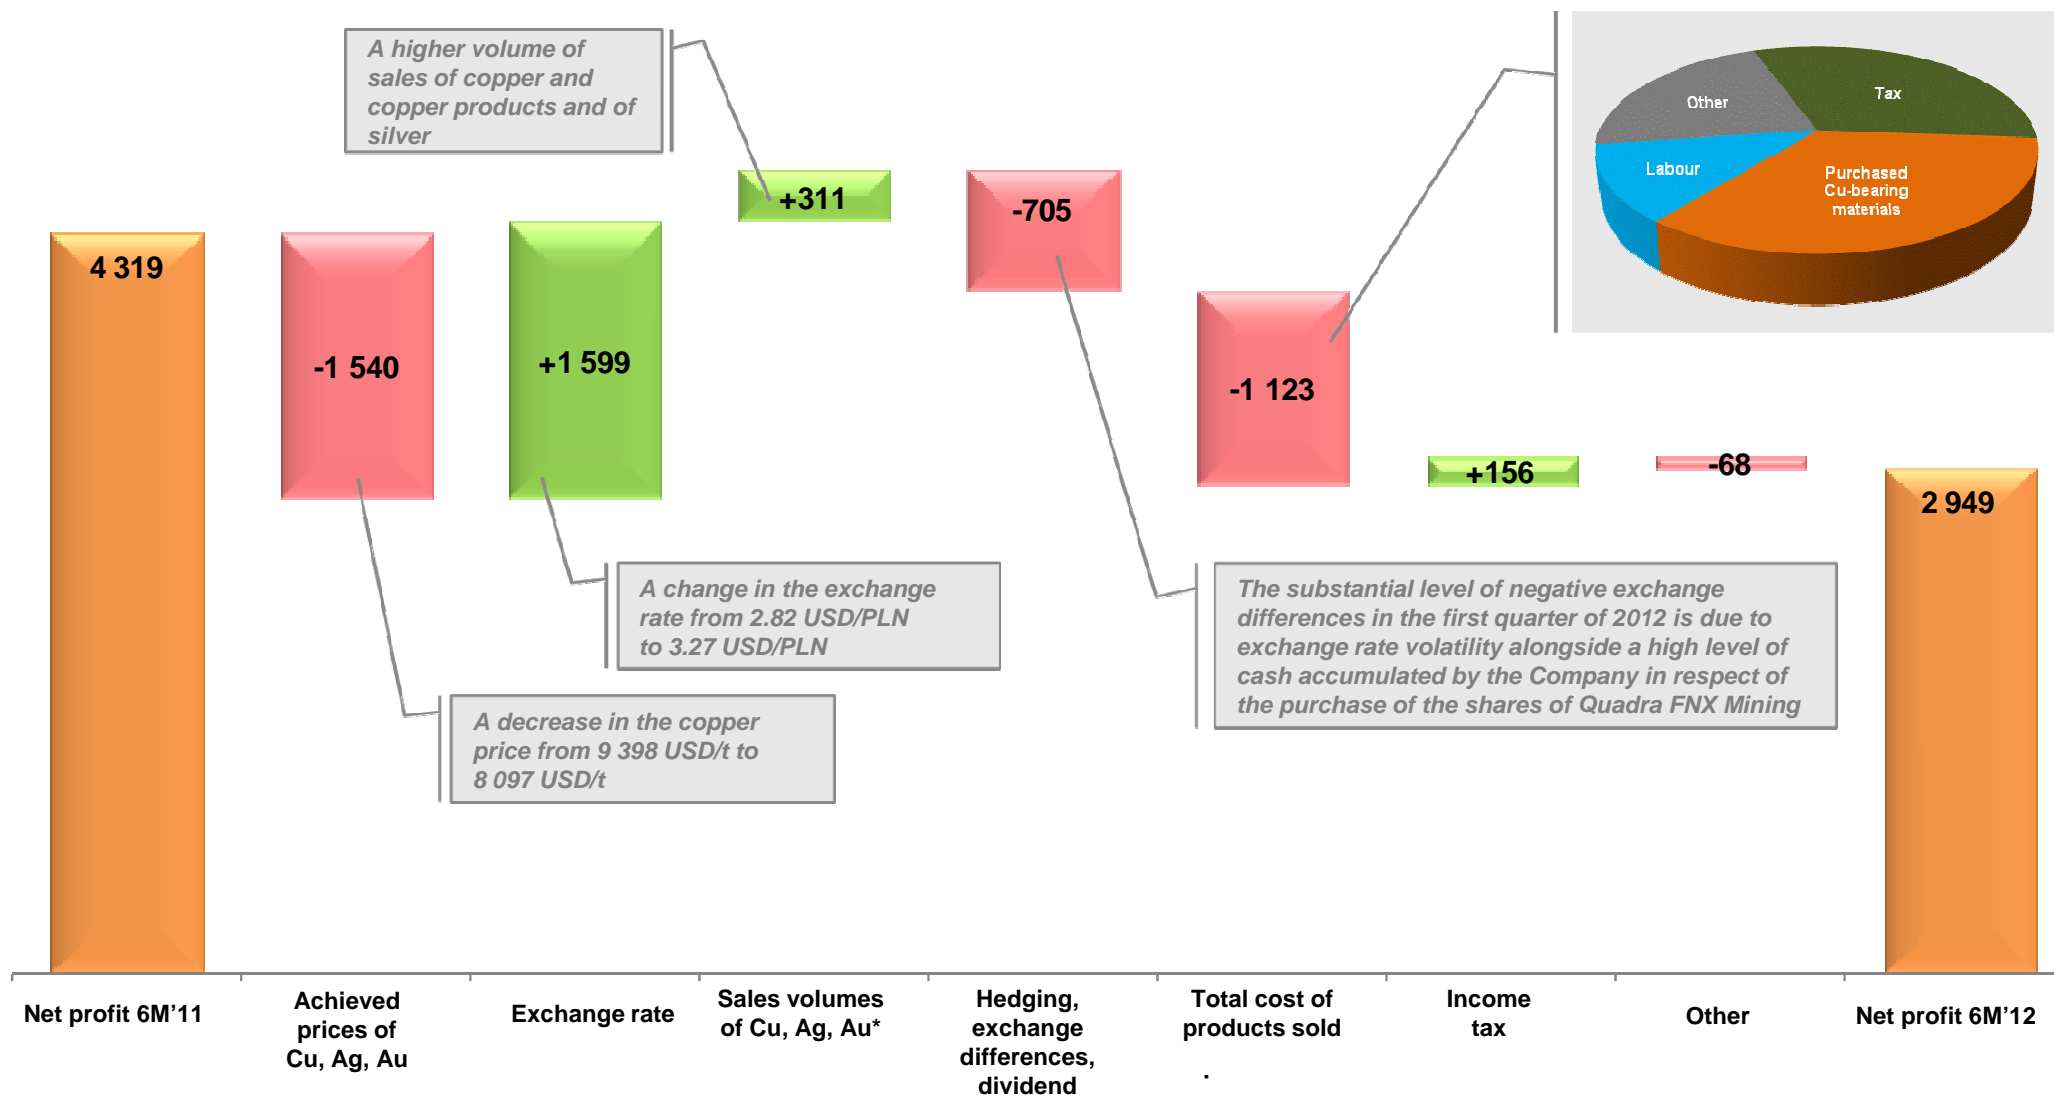 A higher volume of
sales of copper and
copper products and of
silver
Other
Tax
Labour
Purchased
Cu-bearing
materials
4 319
-1 540
+1 599
+311
-705
-1 123
+156
-68
2 949
A change in the exchange
rate from 2.82 USD/PLN
to 3.27 USD/PLN
A decrease in the copper
price from 9 398 USD/t to
8 097 USD/t
The substantial level of negative exchange
differences in the first quarter of 2012 is due to
exchange rate volatility alongside a high level of
cash accumulated by the Company in respect of
the purchase of the shares of Quadra FNX Mining
Net profit 6M’11
Achieved
prices of
Cu, Ag, Au
Exchange rate
Sales volumes
of Cu, Ag, Au*
Hedging,
exchange
differences,
dividend
Total cost of
products sold
.
Income
tax
Other
Net profit 6M’12